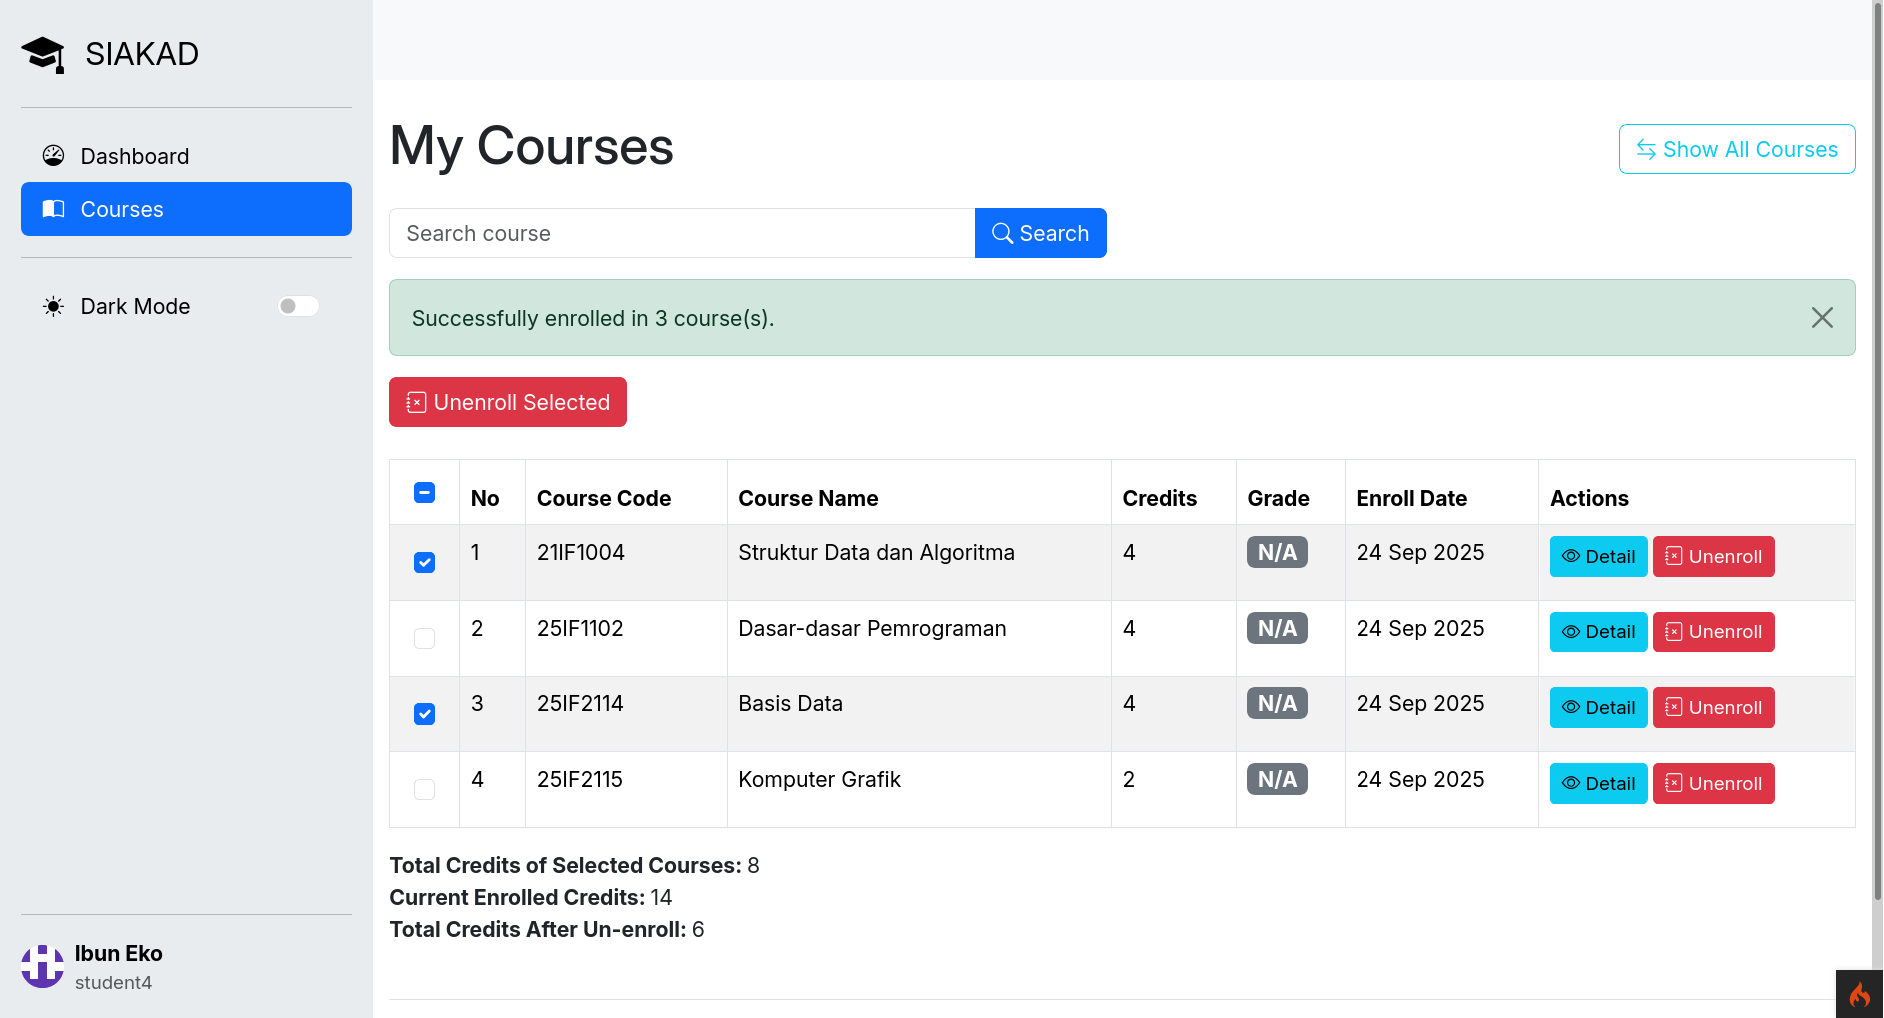 SIAKAD
Dashboard
Courses
Dark Mode
Ibun Eko
student4
My Courses
Show All Courses
Search course
Search
Successfully enrolled in 3 course(s).
Unenroll Selected
No Course Code Course Name Credits Grade Enroll Date Actions
1 21IF1004 Struktur Data dan Algoritma 4 N/A 24 Sep 2025 Detail Unenroll
2 25IF1102 Dasar-dasar Pemrograman 4 N/A 24 Sep 2025 Detail Unenroll
3 25IF2114 Basis Data 4 N/A 24 Sep 2025 Detail Unenroll
4 25IF2115 Komputer Grafik 2 N/A 24 Sep 2025 Detail Unenroll
Total Credits of Selected Courses: 8
Current Enrolled Credits: 14
Total Credits After Un-enroll: 6